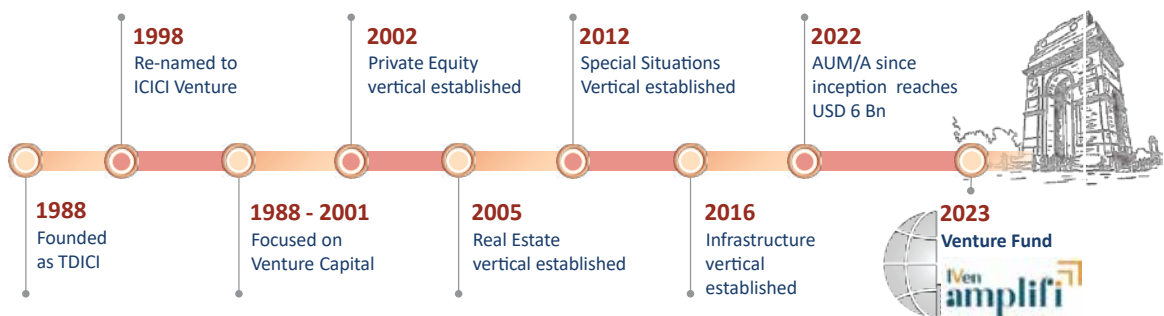 1998
Re-named to
ICICI Venture
2002
Private Equity
vertical established
2012
Special Situations
Vertical established
2022
AUM/A since
inception reaches
USD 6 Bn
1988
Founded
as TDICI
1988 - 2001
Focused on
Venture Capital
2005
Real Estate
vertical established
2016
Infrastructure
vertical
established
2023
Venture Fund
IVen
amplifi